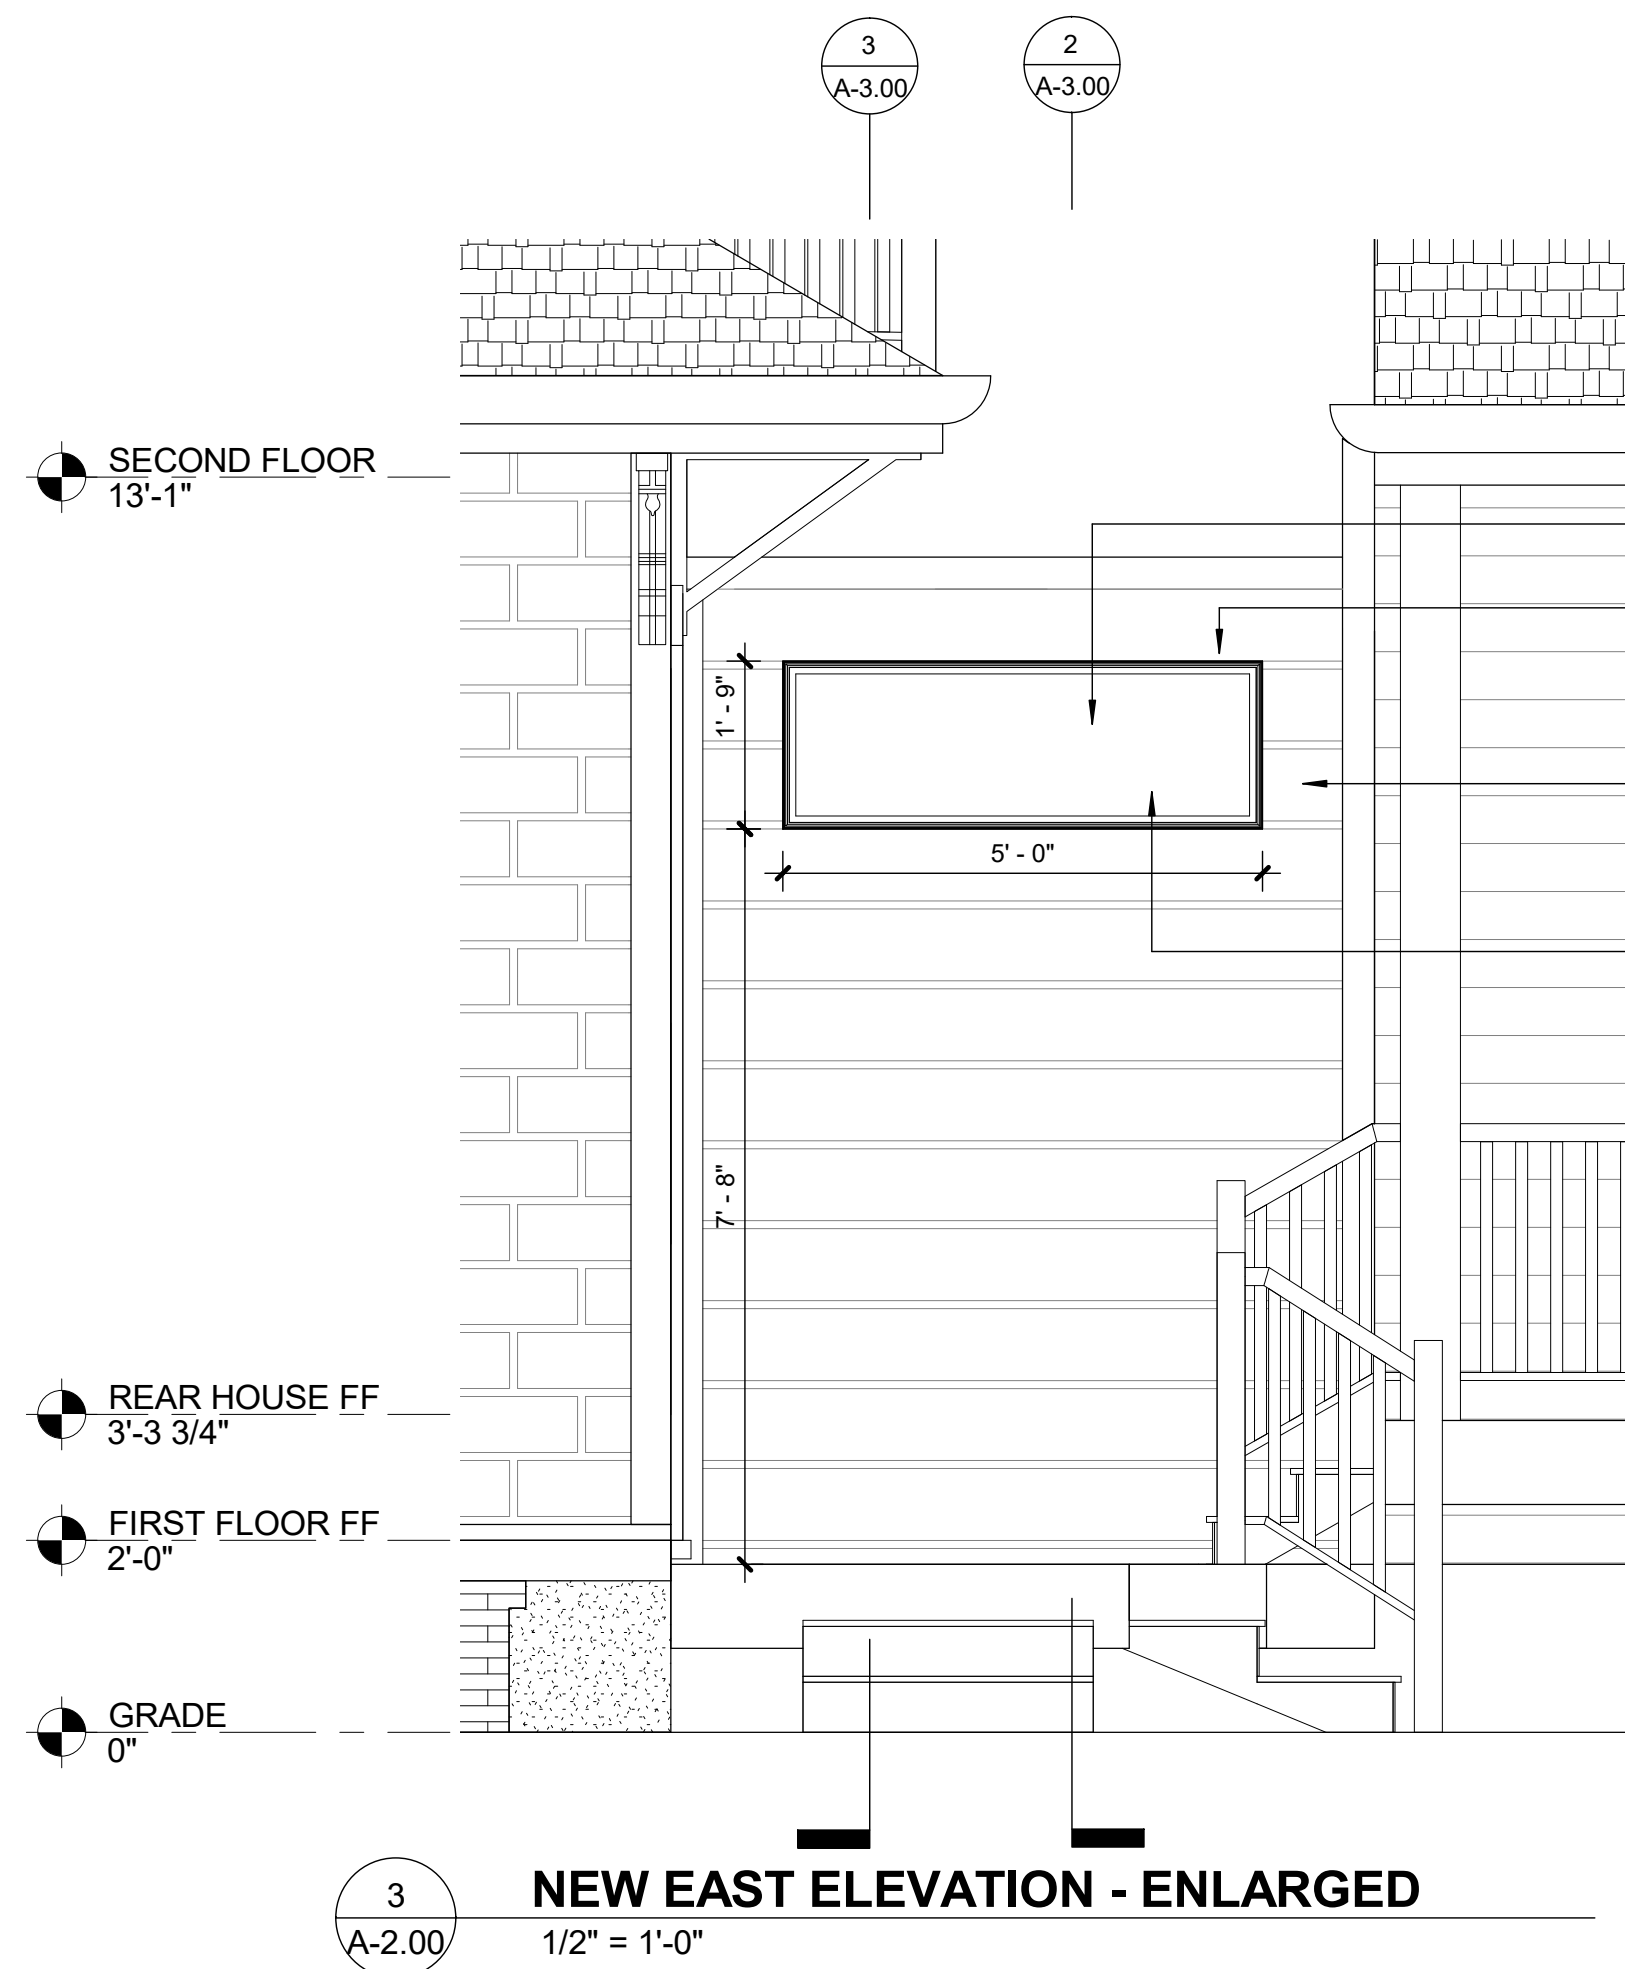 3
A-3.00
2
A-3.00
SECOND FLOOR
13'-1"
1' - 9"
5' - 0"
7' - 8"
REAR HOUSE FF
3'-3 3/4"
FIRST FLOOR FF
2'-0"
GRADE
0"
3
A-2.00
NEW EAST ELEVATION - ENLARGED
1/2" = 1'-0"